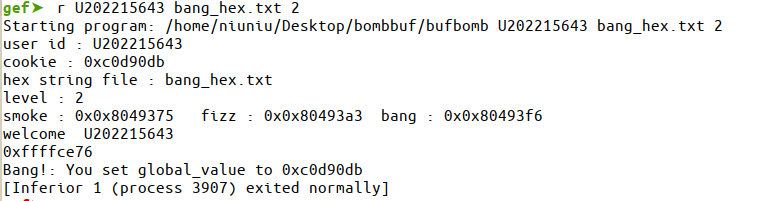 gef➤  r U202215643 bang_hex.txt 2
Starting program: /home/niuniu/Desktop/bombbuf/bufbomb U202215643 bang_hex.txt 2
user id : U202215643
cookie : 0xc0d90db
hex string file : bang_hex.txt
level : 2
smoke : 0x0x8049375   fizz : 0x0x80493a3  bang : 0x0x80493f6
welcome  U202215643
0xffffce76
Bang!: You set global_value to 0xc0d90db
[Inferior 1 (process 3907) exited normally]